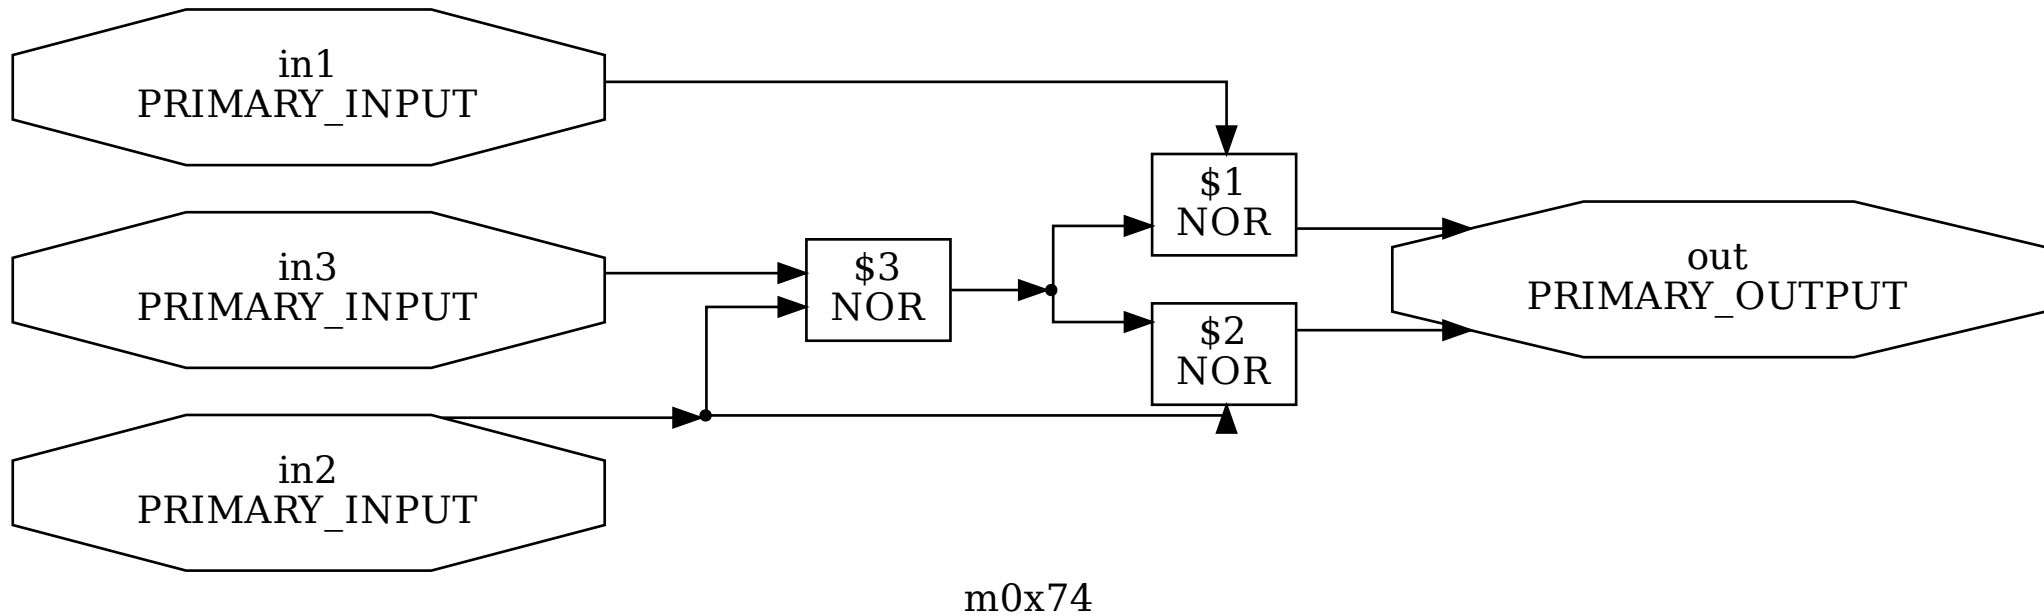 in1
PRIMARY_INPUT
$1
NOR
in3
PRIMARY_INPUT
$3
NOR
out
PRIMARY_OUTPUT
$2
NOR
in2
PRIMARY_INPUT
m0x74